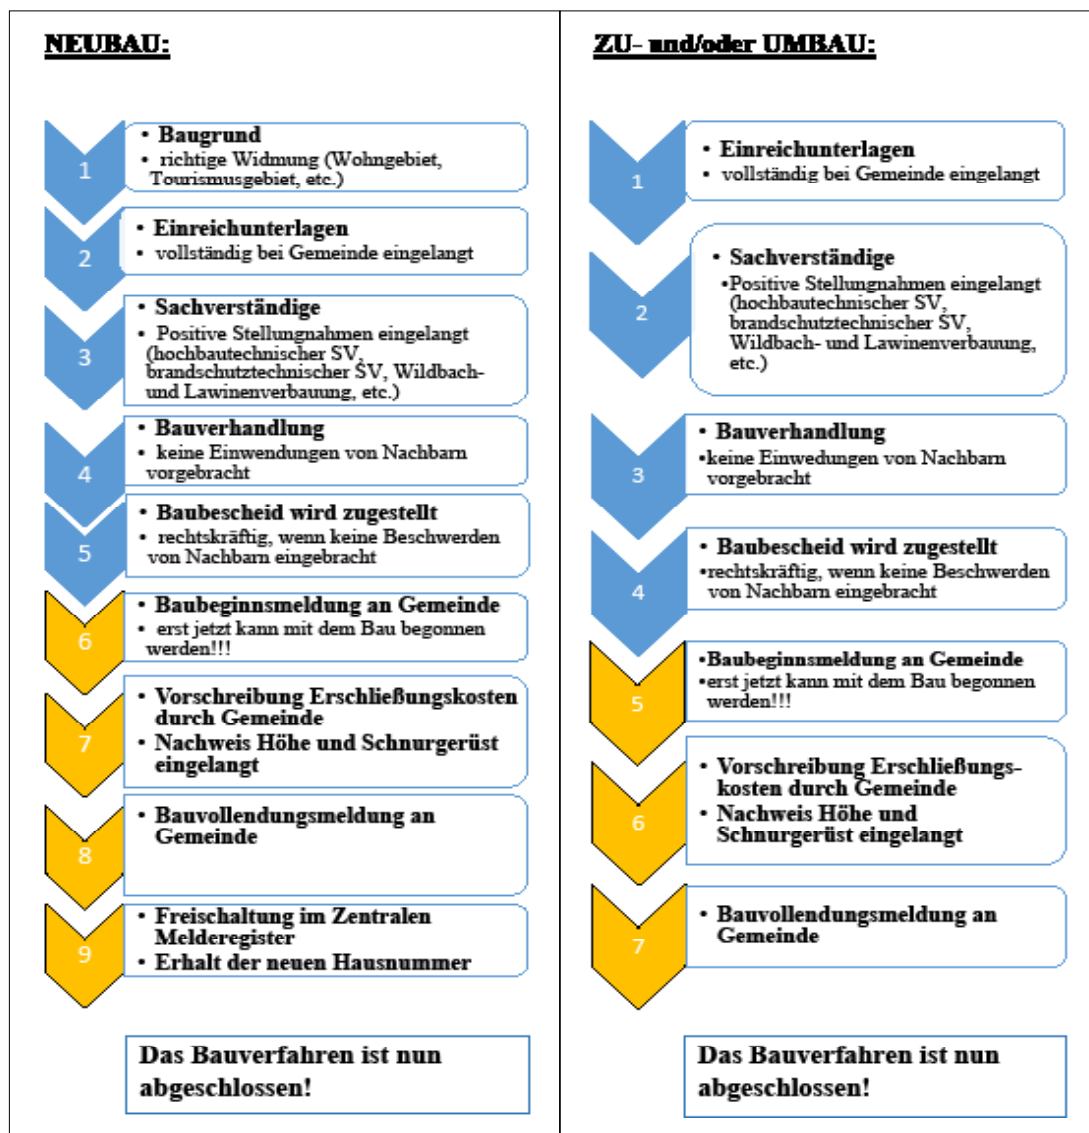 NEUBAU:
1
• Baugrund
• richtige Widmung (Wohngebiet,
Tourismusgebiet, etc.)
2
• Einreichunterlagen
• vollständig bei Gemeinde eingelangt
3
• Sachverständige
• Positive Stellungnahmen eingelangt
(hochbautechnischer SV,
brandschutztechnischer SV, Wildbach-
und Lawinenverbauung, etc.)
4
• Bauverhandlung
• keine Einwendungen von Nachbarn
vorgebracht
5
• Baubescheid wird zugestellt
• rechtskräftig, wenn keine Beschwerden
von Nachbarn eingebracht
6
• Baubeginnsmeldung an Gemeinde
• erst jetzt kann mit dem Bau begonnen
werden!!!
7
• Vorschreibung Erschließungskosten
durch Gemeinde
• Nachweis Höhe und Schnurgerüst
eingelangt
8
• Bauvollendungsmeldung an
Gemeinde
9
• Freischaltung im Zentralen
Melderegister
• Erhalt der neuen Hausnummer
Das Bauverfahren ist nun
abgeschlossen!
ZU- und/oder UMBAU:
1
• Einreichunterlagen
• vollständig bei Gemeinde eingelangt
2
• Sachverständige
•Positive Stellungnahmen eingelangt
(hochbautechnischer SV,
brandschutztechnischer SV,
Wildbach- und Lawinenverbauung,
etc.)
3
• Bauverhandlung
•keine Einwedungen von Nachbarn
vorgebracht
4
• Baubescheid wird zugestellt
•rechtskräftig, wenn keine Beschwerden
von Nachbarn eingebracht
5
•Baubeginnsmeldung an Gemeinde
•erst jetzt kann mit dem Bau begonnen
werden!!!
6
• Vorschreibung Erschließungs-
kosten durch Gemeinde
• Nachweis Höhe und
Schnurgerüst eingelangt
7
• Bauvollendungsmeldung an
Gemeinde
Das Bauverfahren ist nun
abgeschlossen!